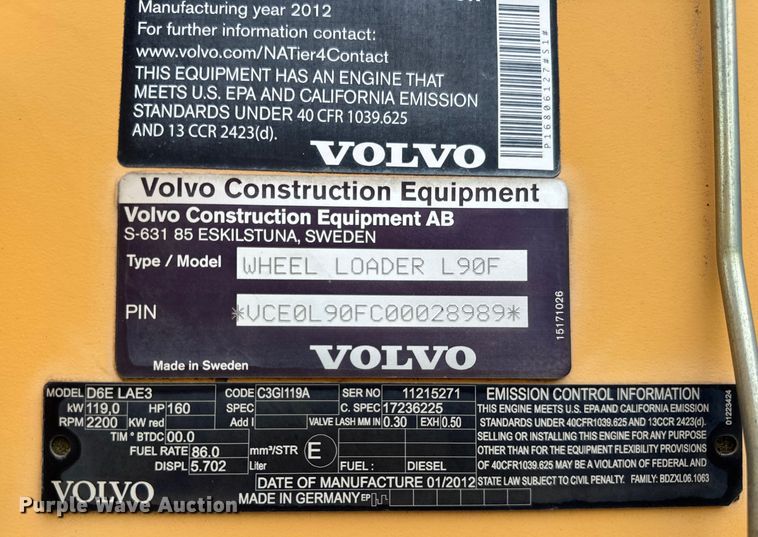 Manufacturing year 2012
For further information contact:
www.volvo.com/NATier4Contact
THIS EQUIPMENT HAS AN ENGINE THAT
MEETS U.S. EPA AND CALIFORNIA EMISSION
STANDARDS UNDER 40 CFR 1039.625
AND 13 CCR 2423(d).
VOLVO
P16806127#S1#
Volvo Construction Equipment
Volvo Construction Equipment AB
S-631 85 ESKILSTUNA, SWEDEN
Type / Model WHEEL LOADER L90F
PIN *VCE0L90FC00028989*
15171026
Made in Sweden VOLVO
MODEL D6E LAE3 CODE C3GI119A SER NO 11215271
kW 119,0 HP 160 SPEC C. SPEC 17236225
RPM 2200 KW red Add I VALVE LASH MM IN 0.30 EXH 0.50
TIM° BTDC 00.0
FUEL RATE 86.0 mm³/STR E
DISPL 5.702 Liter FUEL: DIESEL
VOLVO DATE OF MANUFACTURE 01/2012
MADE IN GERMANY EP
EMISSION CONTROL INFORMATION
THIS ENGINE MEETS U.S. EPA AND CALIFORNIA EMISSION
STANDARDS UNDER 40CFR1039.625 AND 13CCR 2423(d).
SELLING OR INSTALLING THIS ENGINE FOR ANY PURPOSE
OTHER THAN FOR THE EQUIPMENT FLEXIBILITY PROVISIONS
OF 40CFR1039.625 MAY BE A VIOLATION OF FEDERAL AND
STATE LAW SUBJECT TO CIVIL PENALTY. FAMILY: BDZXL06.1063
01223424
Purple Wave Auction